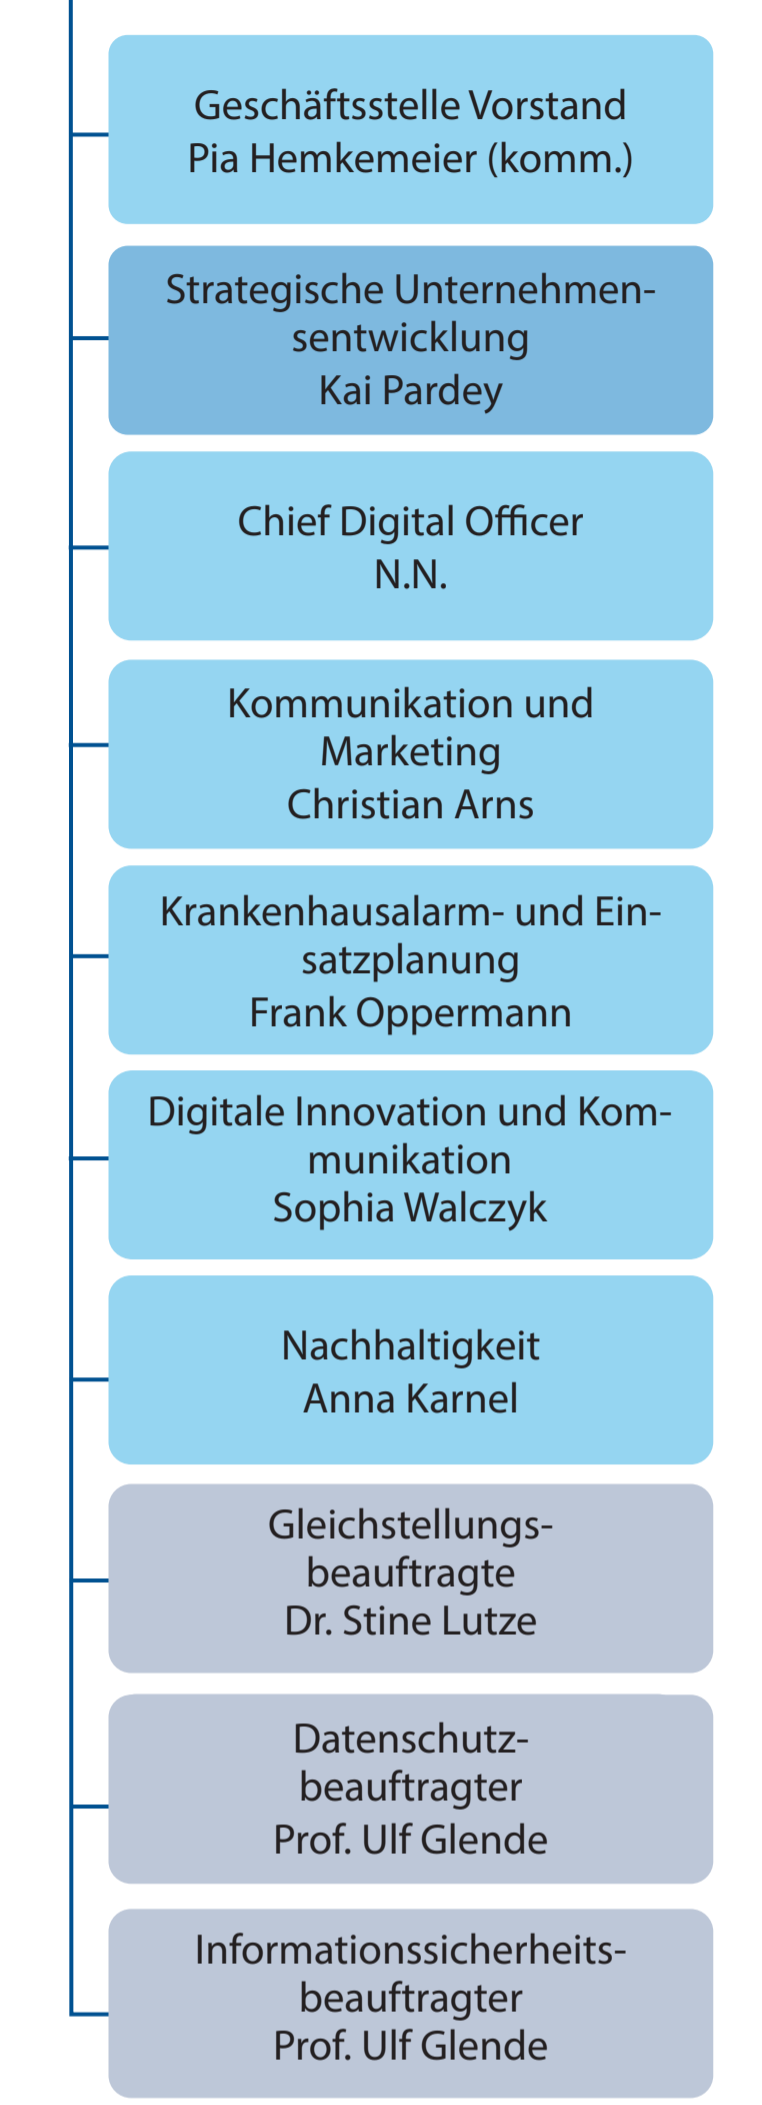 Geschäftsstelle Vorstand
Pia Hemkemeier (komm.)
Strategische Unternehmen-
sentwicklung
Kai Pardey
Chief Digital Officer
N.N.
Kommunikation und
Marketing
Christian Arns
Krankenhausalarm- und Ein-
satzplanung
Frank Oppermann
Digitale Innovation und Kom-
munikation
Sophia Walczyk
Nachhaltigkeit
Anna Karnel
Gleichstellungs-
beauftragte
Dr. Stine Lutze
Datenschutz-
beauftragter
Prof. Ulf Glende
Informationssicherheits-
beauftragter
Prof. Ulf Glende